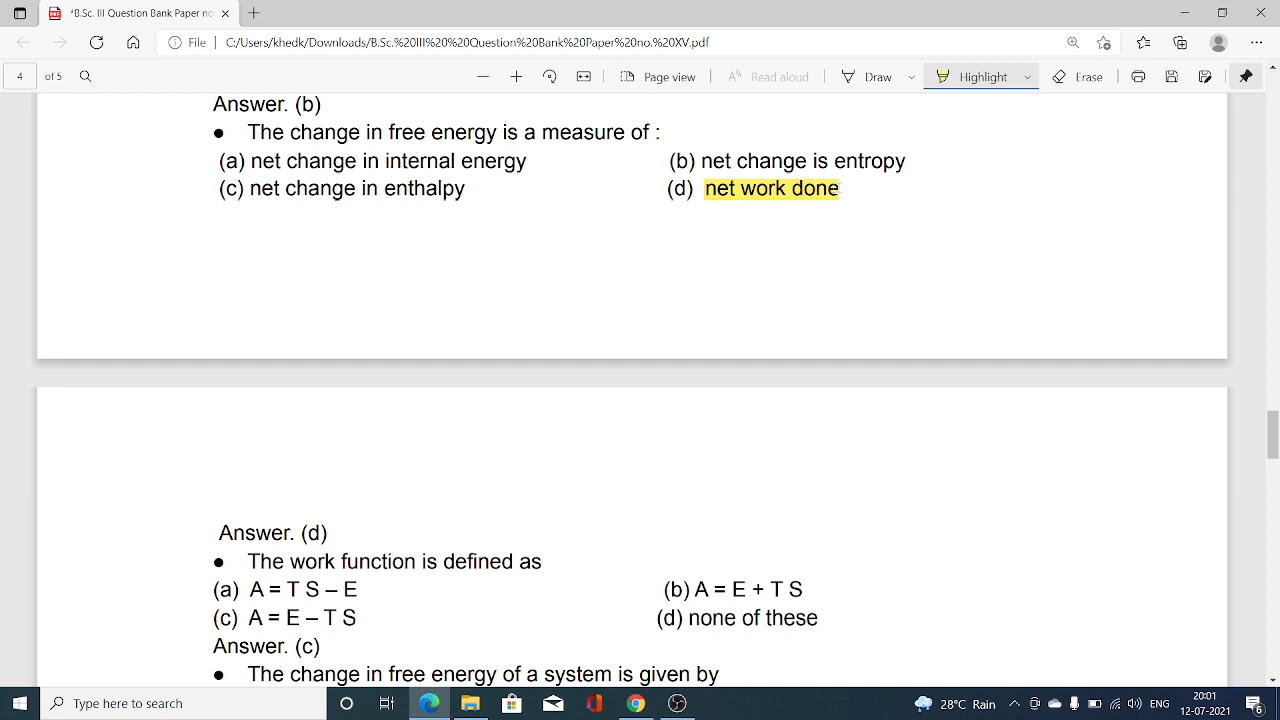 *B.Sc. III Question Bank Paper no
File | C:/Users/khedk/Downloads/B.Sc.%20III%20%20Question%20Bank%20Paper%20no.%20XV.pdf
4 of 5 Page view Read aloud Draw Highlight Erase
Answer. (b)
● The change in free energy is a measure of :
(a) net change in internal energy (b) net change is entropy
(c) net change in enthalpy (d) net work done
Answer. (d)
● The work function is defined as
(a) A = T S – E (b) A = E + T S
(c) A = E – T S (d) none of these
Answer. (c)
● The change in free energy of a system is given by
Type here to search 28°C Rain ENG 20:01
12-07-2021 6